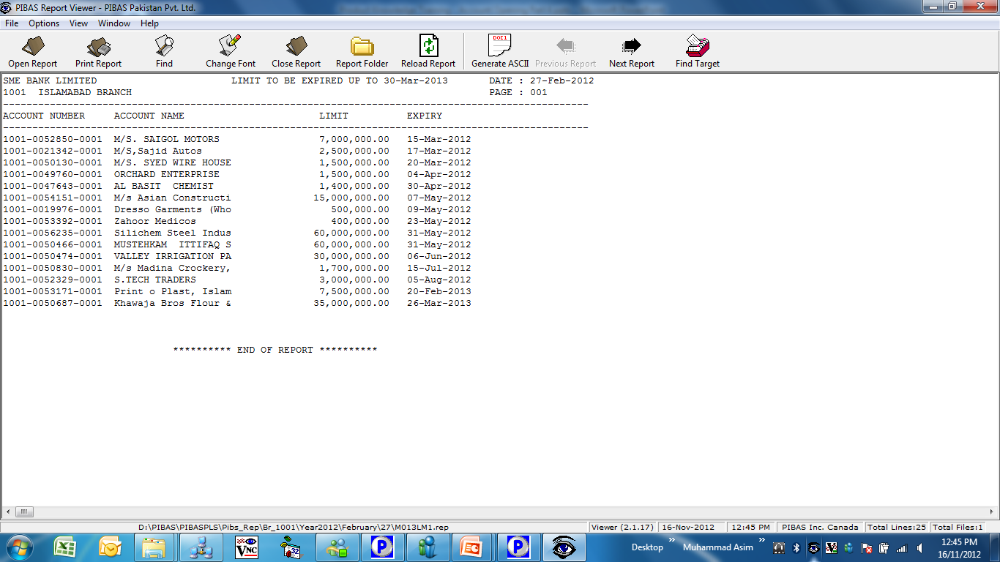 PIBAS Report Viewer - PIBAS Pakistan Pvt. Ltd.
File Options View Window Help
Open Report Print Report Find Change Font Close Report Report Folder Reload Report Generate ASCII Previous Report Next Report Find Target
SME BANK LIMITED LIMIT TO BE EXPIRED UP TO 30-Mar-2013 DATE : 27-Feb-2012
1001 ISLAMABAD BRANCH PAGE : 001
----------------------------------------------------------------------------------------------------
ACCOUNT NUMBER ACCOUNT NAME LIMIT EXPIRY
----------------------------------------------------------------------------------------------------
1001-0052850-0001 M/S. SAIGOL MOTORS 7,000,000.00 15-Mar-2012
1001-0021342-0001 M/S,Sajid Autos 2,500,000.00 17-Mar-2012
1001-0050130-0001 M/S. SYED WIRE HOUSE 1,500,000.00 20-Mar-2012
1001-0049760-0001 ORCHARD ENTERPRISE 1,500,000.00 04-Apr-2012
1001-0047643-0001 AL BASIT CHEMIST 1,400,000.00 30-Apr-2012
1001-0054151-0001 M/s Asian Constructi 15,000,000.00 07-May-2012
1001-0019976-0001 Dresso Garments (Who 500,000.00 09-May-2012
1001-0053392-0001 Zahoor Medicos 400,000.00 23-May-2012
1001-0056235-0001 Silichem Steel Indus 60,000,000.00 31-May-2012
1001-0050466-0001 MUSTEHKAM ITTIFAQ S 60,000,000.00 31-May-2012
1001-0050474-0001 VALLEY IRRIGATION PA 30,000,000.00 06-Jun-2012
1001-0050830-0001 M/s Madina Crockery, 1,700,000.00 15-Jul-2012
1001-0052329-0001 S.TECH TRADERS 3,000,000.00 05-Aug-2012
1001-0053171-0001 Print o Plast, Islam 7,500,000.00 20-Feb-2013
1001-0050687-0001 Khawaja Bros Flour & 35,000,000.00 26-Mar-2013
********** END OF REPORT **********
D:\PIBAS\PIBASPLS\Pibs_Rep\Br_1001\Year2012\February\27\M013LM1.rep Viewer (2.1.17) 16-Nov-2012 12:45 PM PIBAS Inc. Canada Total Lines:25 Total Files:1
Desktop » Muhammad Asim » 12:45 PM
16/11/2012